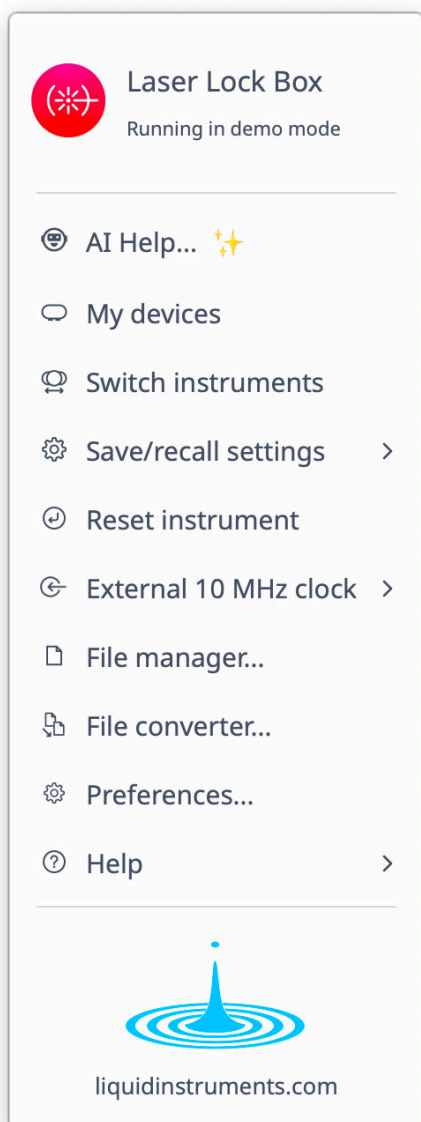 Laser Lock Box
Running in demo mode
AI Help... ✨
My devices
Switch instruments
Save/recall settings
Reset instrument
External 10 MHz clock
File manager...
File converter...
Preferences...
Help
liquidinstruments.com